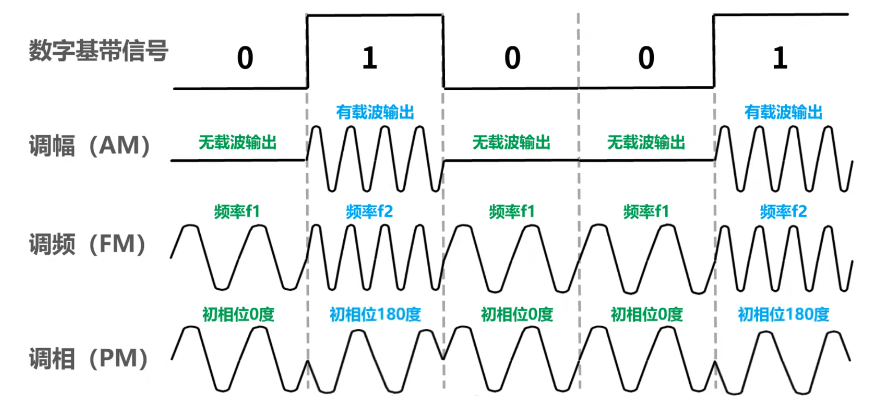 数字基带信号
0 1 0 0 1
有载波输出 有载波输出
调幅（AM） 无载波输出 无载波输出 无载波输出
频率f1 频率f2 频率f1 频率f1 频率f2
调频（FM）
初相位0度 初相位180度 初相位0度 初相位0度 初相位180度
调相（PM）